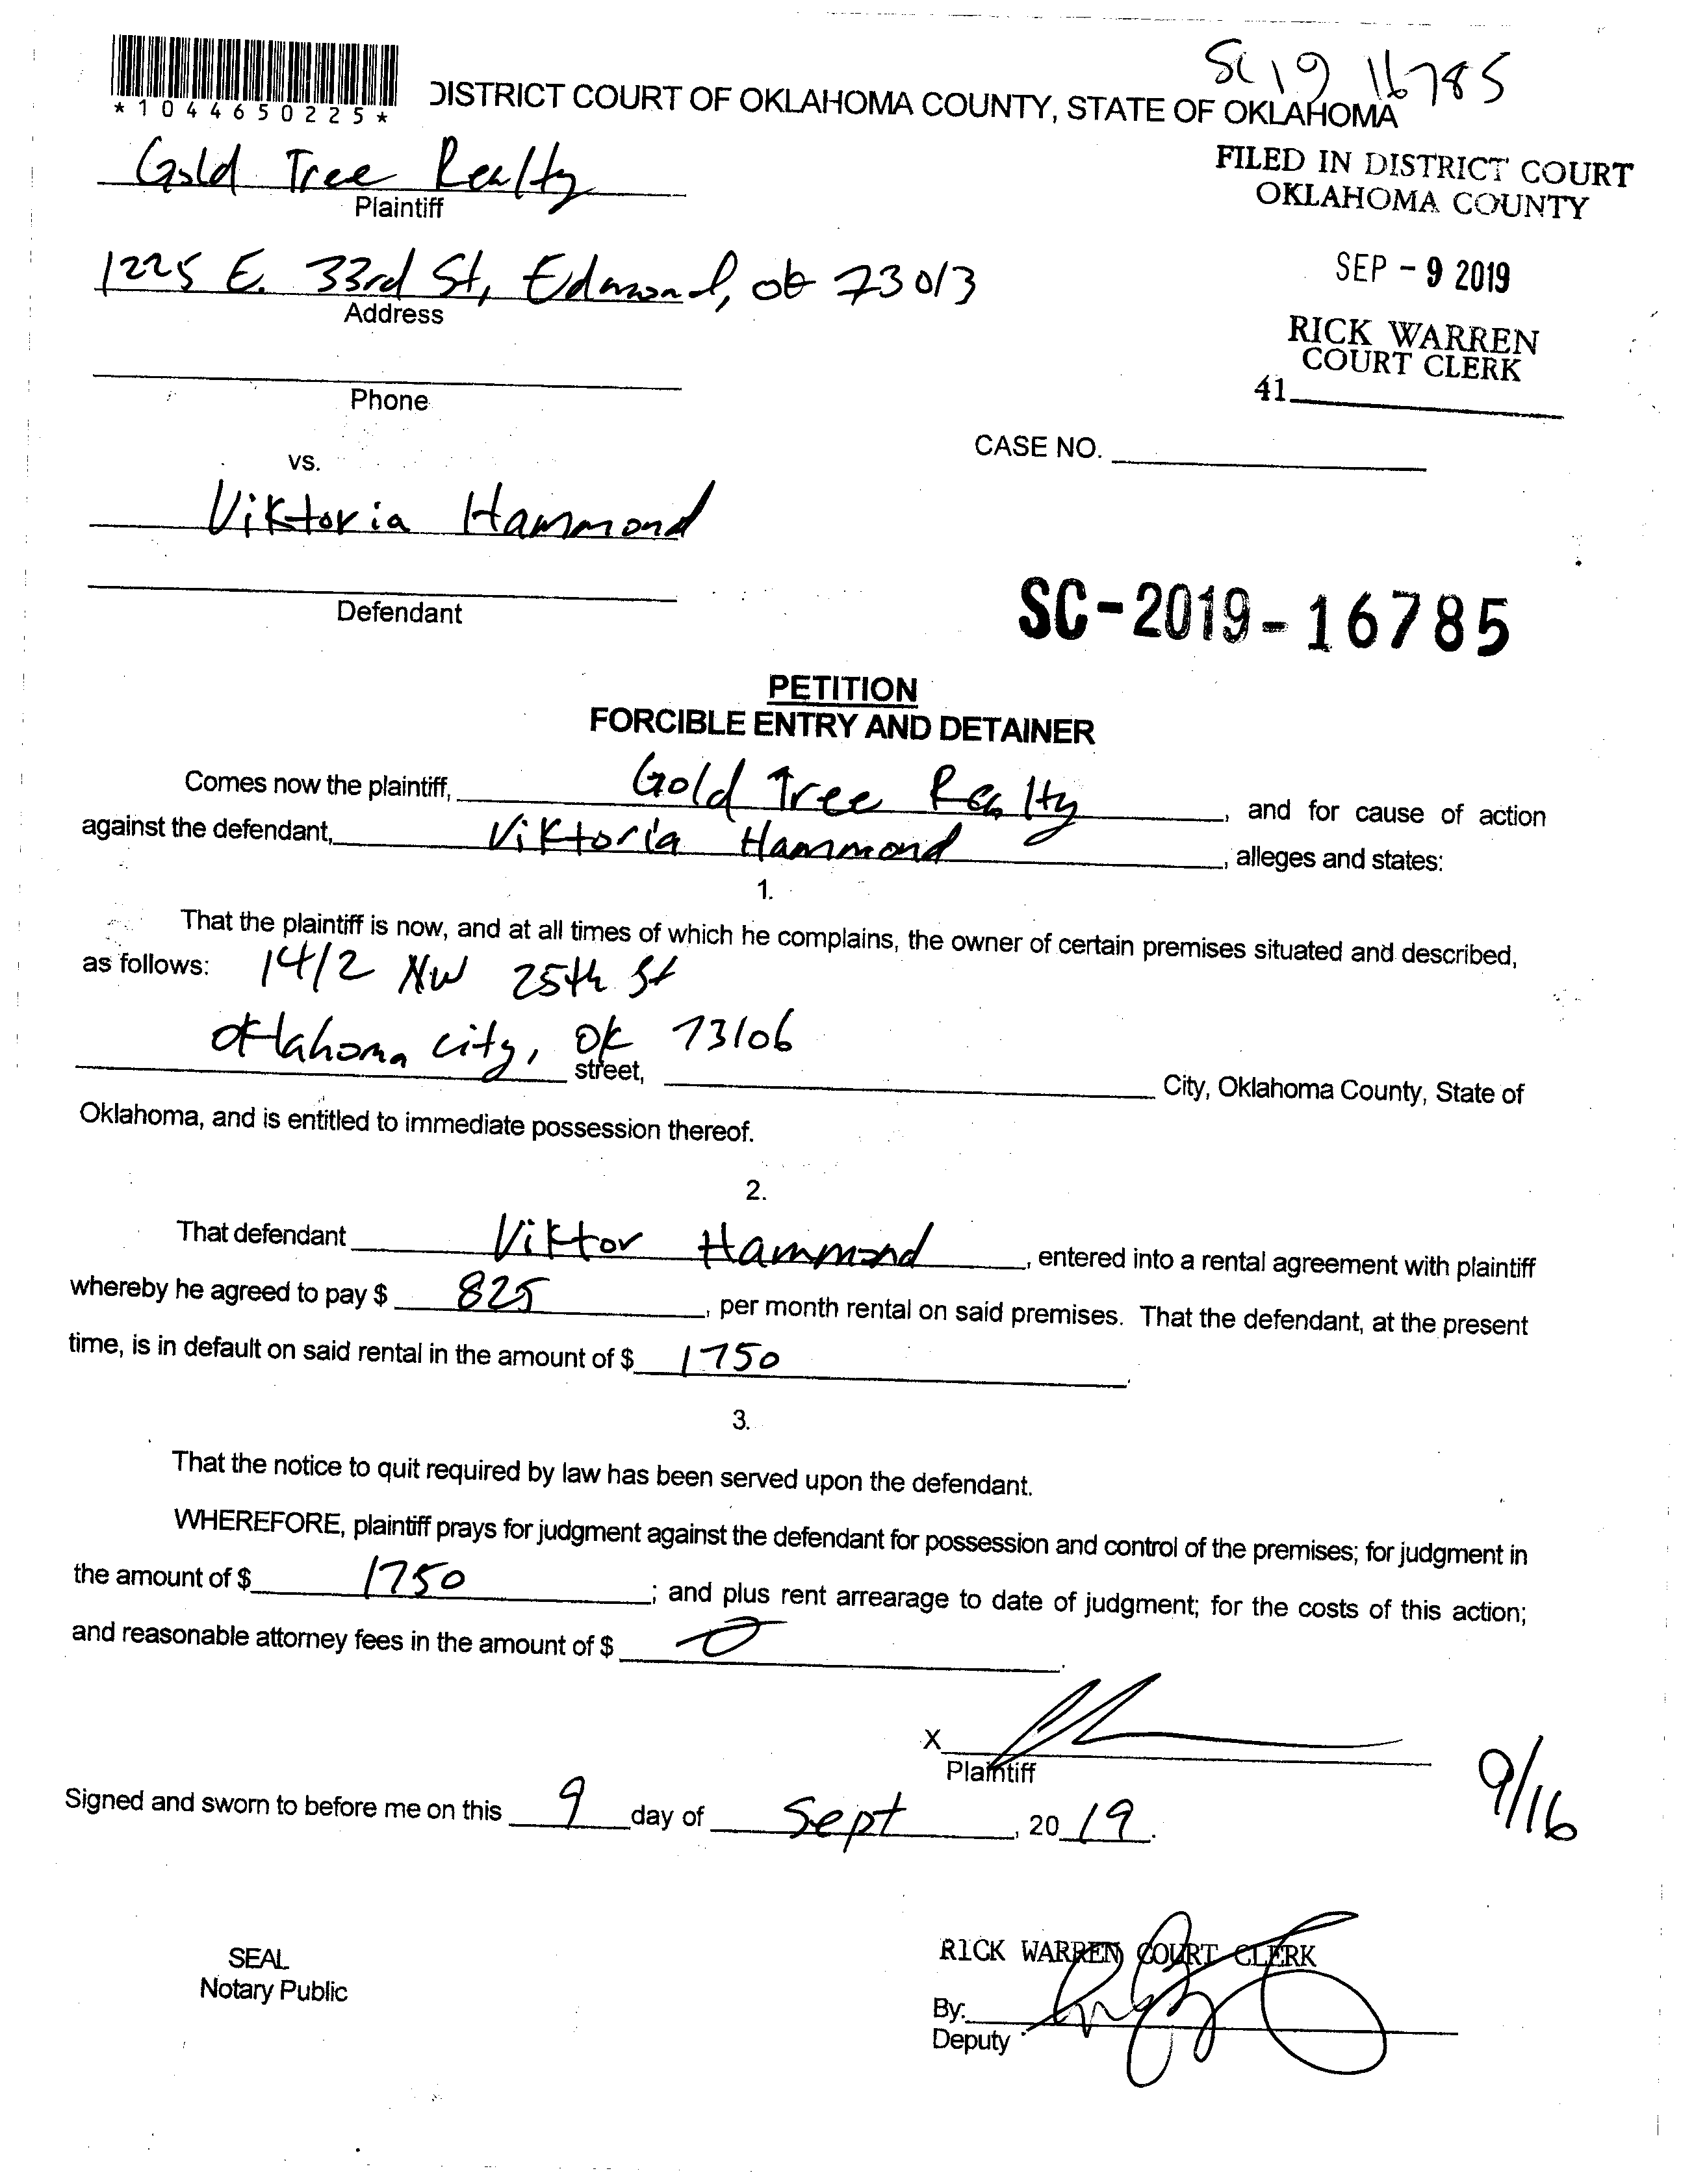 SC 19 16785
*1044650225*
DISTRICT COURT OF OKLAHOMA COUNTY, STATE OF OKLAHOMA
Gold Tree Realty
Plaintiff
FILED IN DISTRICT COURT
OKLAHOMA COUNTY
1225 E. 33rd St, Edmond, ok 73013
Address
SEP - 9 2019
RICK WARREN
COURT CLERK
41
Phone
CASE NO.
vs.
Viktoria Hammond
Defendant
SC-2019-16785
PETITION
FORCIBLE ENTRY AND DETAINER
Comes now the plaintiff, Gold Tree Realty, and for cause of action
against the defendant, Viktoria Hammond, alleges and states:
1.
That the plaintiff is now, and at all times of which he complains, the owner of certain premises situated and described,
as follows: 1412 NW 25th St
oklahoma city, ok 73106
street, City, Oklahoma County, State of
Oklahoma, and is entitled to immediate possession thereof.
2.
That defendant Viktor Hammond, entered into a rental agreement with plaintiff
whereby he agreed to pay $ 825, per month rental on said premises. That the defendant, at the present
time, is in default on said rental in the amount of $ 1750.
3.
That the notice to quit required by law has been served upon the defendant.
WHEREFORE, plaintiff prays for judgment against the defendant for possession and control of the premises; for judgment in
the amount of $ 1750; and plus rent arrearage to date of judgment; for the costs of this action;
and reasonable attorney fees in the amount of $ 0.
X
Plaintiff
9/16
Signed and sworn to before me on this 9 day of Sept, 20 19.
SEAL
Notary Public
RICK WARREN COURT CLERK
By:
Deputy